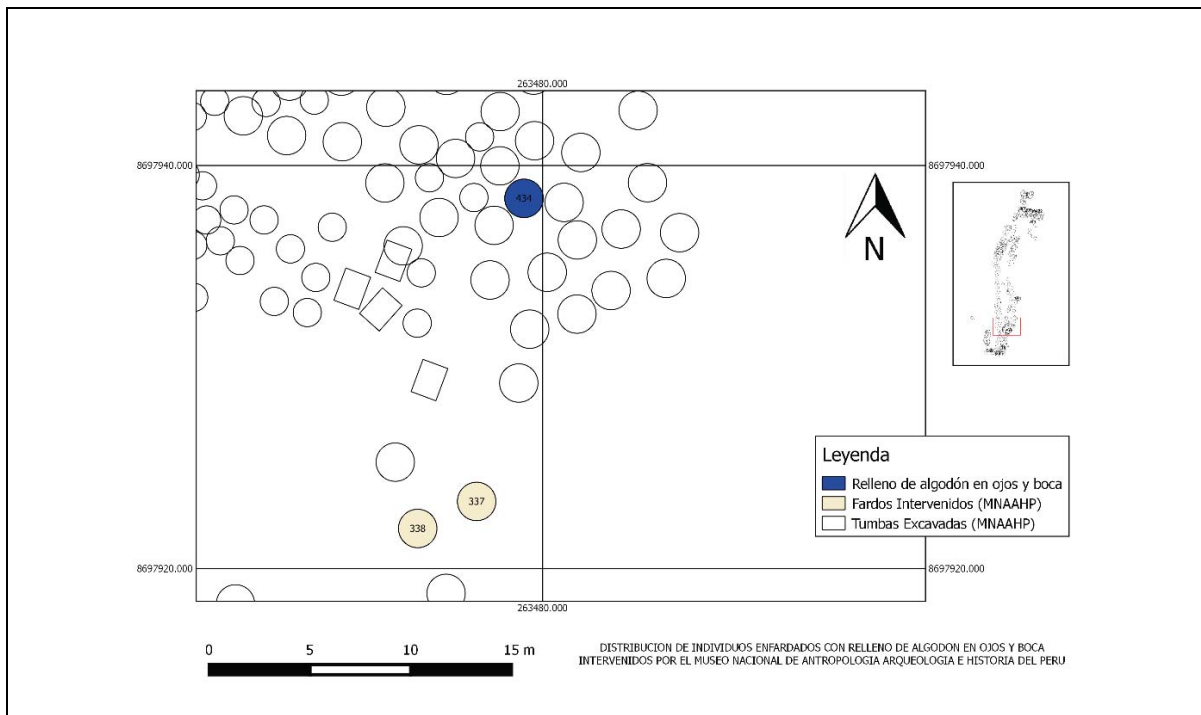 263480.000
8697940.000
8697940.000
434
N
337
338
Leyenda
Relleno de algodón en ojos y boca
Fardos Intervenidos (MNAAHP)
Tumbas Excavadas (MNAAHP)
8697920.000
8697920.000
263480.000
0 5 10 15 m
DISTRIBUCION DE INDIVIDUOS ENFARDADOS CON RELLENO DE ALGODON EN OJOS Y BOCA
INTERVENIDOS POR EL MUSEO NACIONAL DE ANTROPOLOGIA ARQUEOLOGIA E HISTORIA DEL PERU